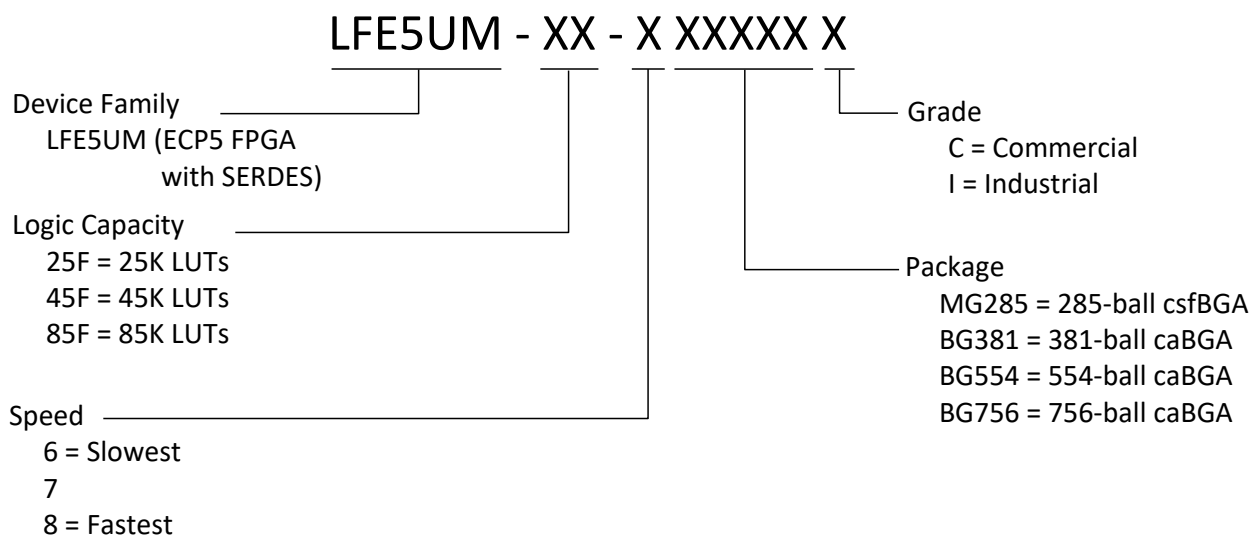 LFE5UM - XX - X XXXXX X
Device Family
LFE5UM (ECP5 FPGA
with SERDES)
Logic Capacity
25F = 25K LUTs
45F = 45K LUTs
85F = 85K LUTs
Speed
6 = Slowest
7
8 = Fastest
Grade
C = Commercial
I = Industrial
Package
MG285 = 285-ball csfBGA
BG381 = 381-ball caBGA
BG554 = 554-ball caBGA
BG756 = 756-ball caBGA